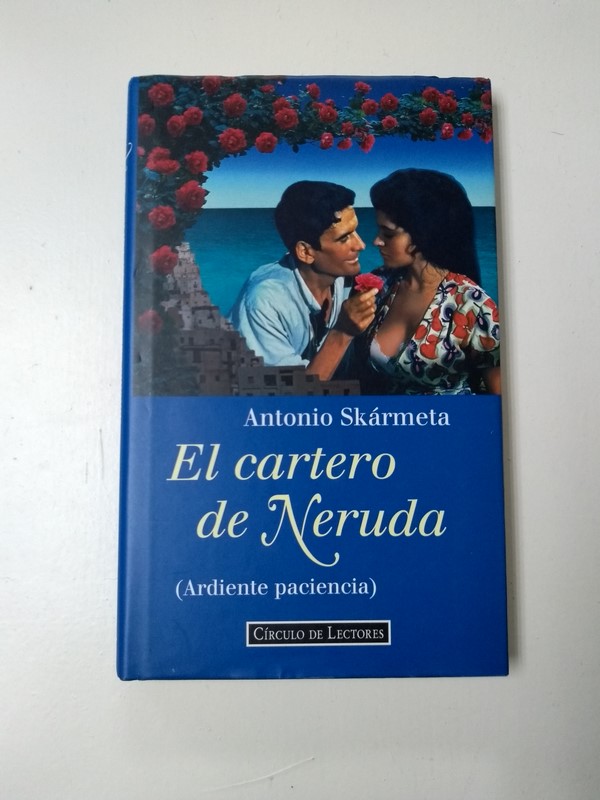 Antonio Skármeta
El cartero
de Neruda
(Ardiente paciencia)
CÍRCULO DE LECTORES